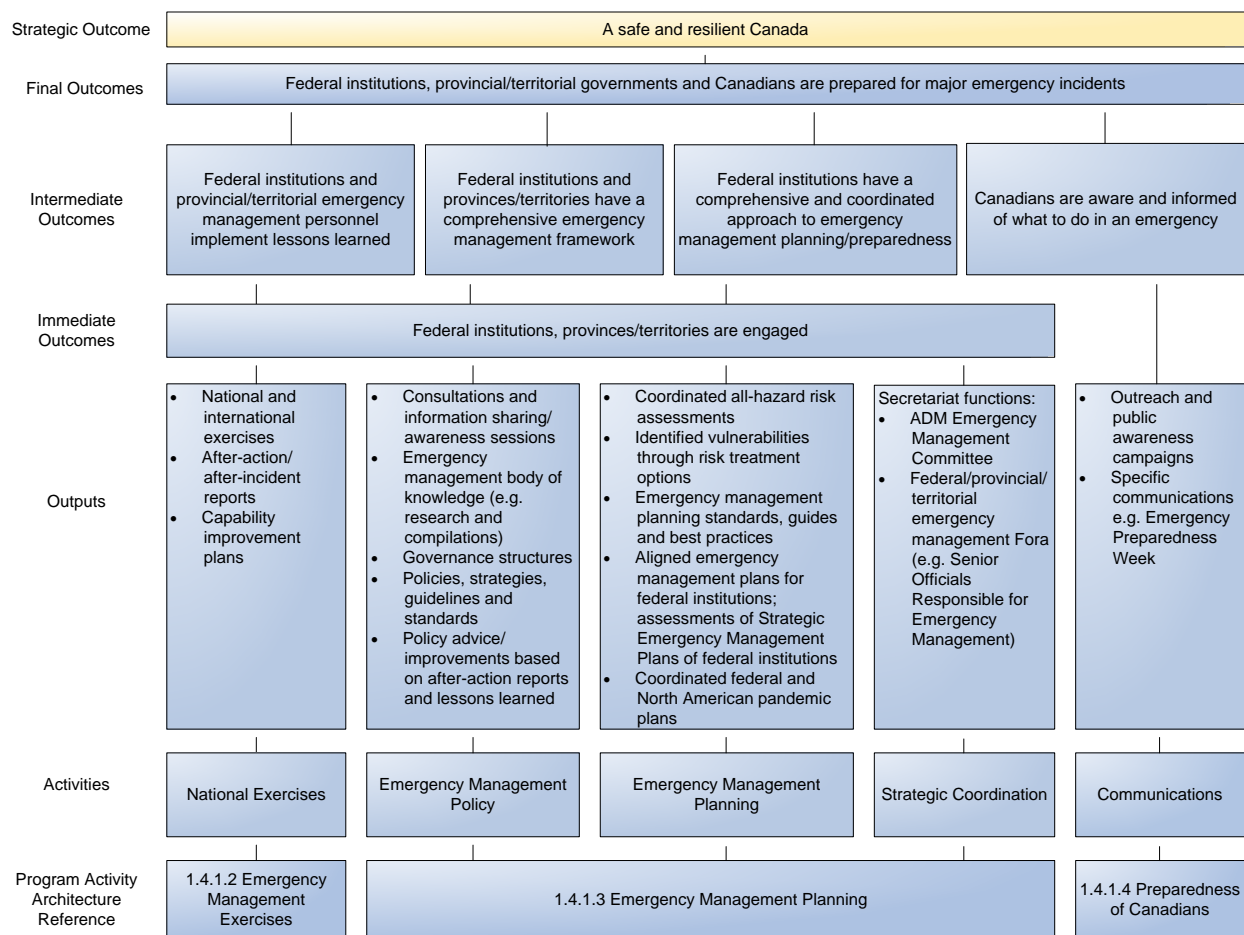 Strategic Outcome
A safe and resilient Canada
Final Outcomes
Federal institutions, provincial/territorial governments and Canadians are prepared for major emergency incidents
Intermediate
Outcomes
Federal institutions and
provincial/territorial emergency
management personnel
implement lessons learned
Federal institutions and
provinces/territories have a
comprehensive emergency
management framework
Federal institutions have a
comprehensive and coordinated
approach to emergency
management planning/preparedness
Canadians are aware and informed
of what to do in an emergency
Immediate
Outcomes
Federal institutions, provinces/territories are engaged
Outputs
• National and
international
exercises
• After-action/
after-incident
reports
• Capability
improvement
plans
• Consultations and
information sharing/
awareness sessions
• Emergency
management body of
knowledge (e.g.
research and
compilations)
• Governance structures
• Policies, strategies,
guidelines and
standards
• Policy advice/
improvements based
on after-action reports
and lessons learned
• Coordinated all-hazard risk
assessments
• Identified vulnerabilities
through risk treatment
options
• Emergency management
planning standards, guides
and best practices
• Aligned emergency
management plans for
federal institutions;
assessments of Strategic
Emergency Management
Plans of federal institutions
• Coordinated federal and
North American pandemic
plans
Secretariat functions:
• ADM Emergency
Management
Committee
• Federal/provincial/
territorial
emergency
management Fora
(e.g. Senior
Officials
Responsible for
Emergency
Management)
• Outreach and
public
awareness
campaigns
• Specific
communications
e.g. Emergency
Preparedness
Week
Activities
National Exercises
Emergency Management
Policy
Emergency Management
Planning
Strategic Coordination
Communications
Program Activity
Architecture
Reference
1.4.1.2 Emergency
Management
Exercises
1.4.1.3 Emergency Management Planning
1.4.1.4 Preparedness
of Canadians